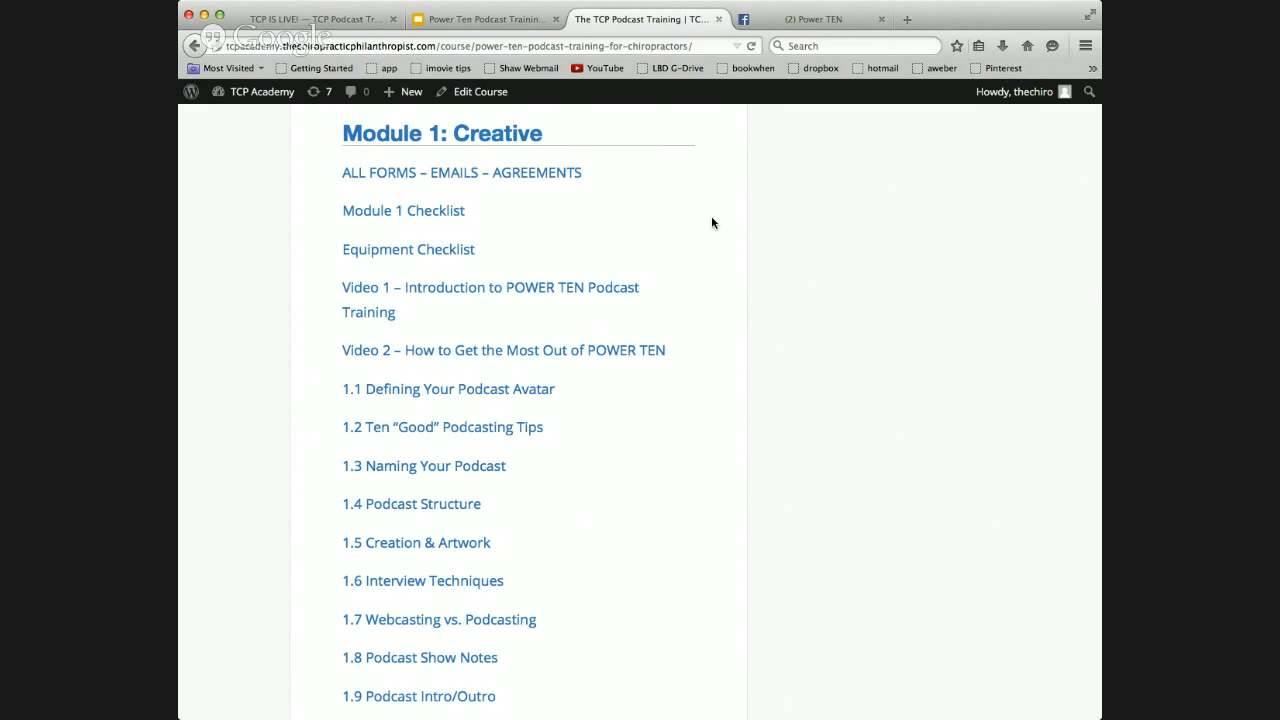 TCP IS LIVE! — TCP Podcast Tr...
Power Ten Podcast Trainin...
The TCP Podcast Training | TC...
(2) Power TEN
Google
tcpacademy.thechiropracticphilanthropist.com/course/power-ten-podcast-training-for-chiropractors/
Search
Most Visited
Getting Started
app
imovie tips
Shaw Webmail
YouTube
LBD G-Drive
bookwhen
dropbox
hotmail
aweber
Pinterest
TCP Academy
7
0
New
Edit Course
Howdy, thechiro
Module 1: Creative
ALL FORMS – EMAILS – AGREEMENTS
Module 1 Checklist
Equipment Checklist
Video 1 – Introduction to POWER TEN Podcast
Training
Video 2 – How to Get the Most Out of POWER TEN
1.1 Defining Your Podcast Avatar
1.2 Ten “Good” Podcasting Tips
1.3 Naming Your Podcast
1.4 Podcast Structure
1.5 Creation & Artwork
1.6 Interview Techniques
1.7 Webcasting vs. Podcasting
1.8 Podcast Show Notes
1.9 Podcast Intro/Outro